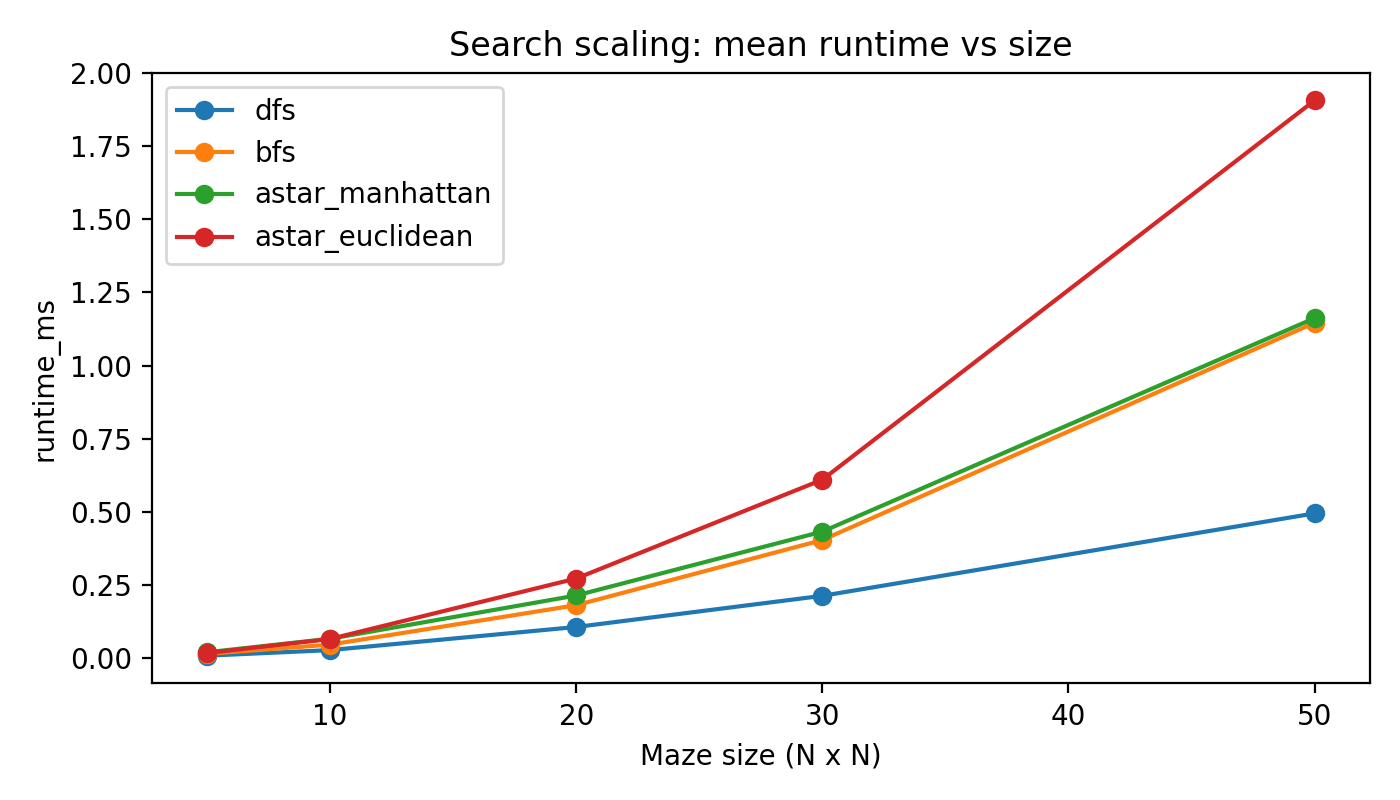 Search scaling: mean runtime vs size
2.00
1.75
1.50
1.25
1.00
0.75
0.50
0.25
0.00
runtime_ms
dfs
bfs
astar_manhattan
astar_euclidean
10 20 30 40 50
Maze size (N x N)